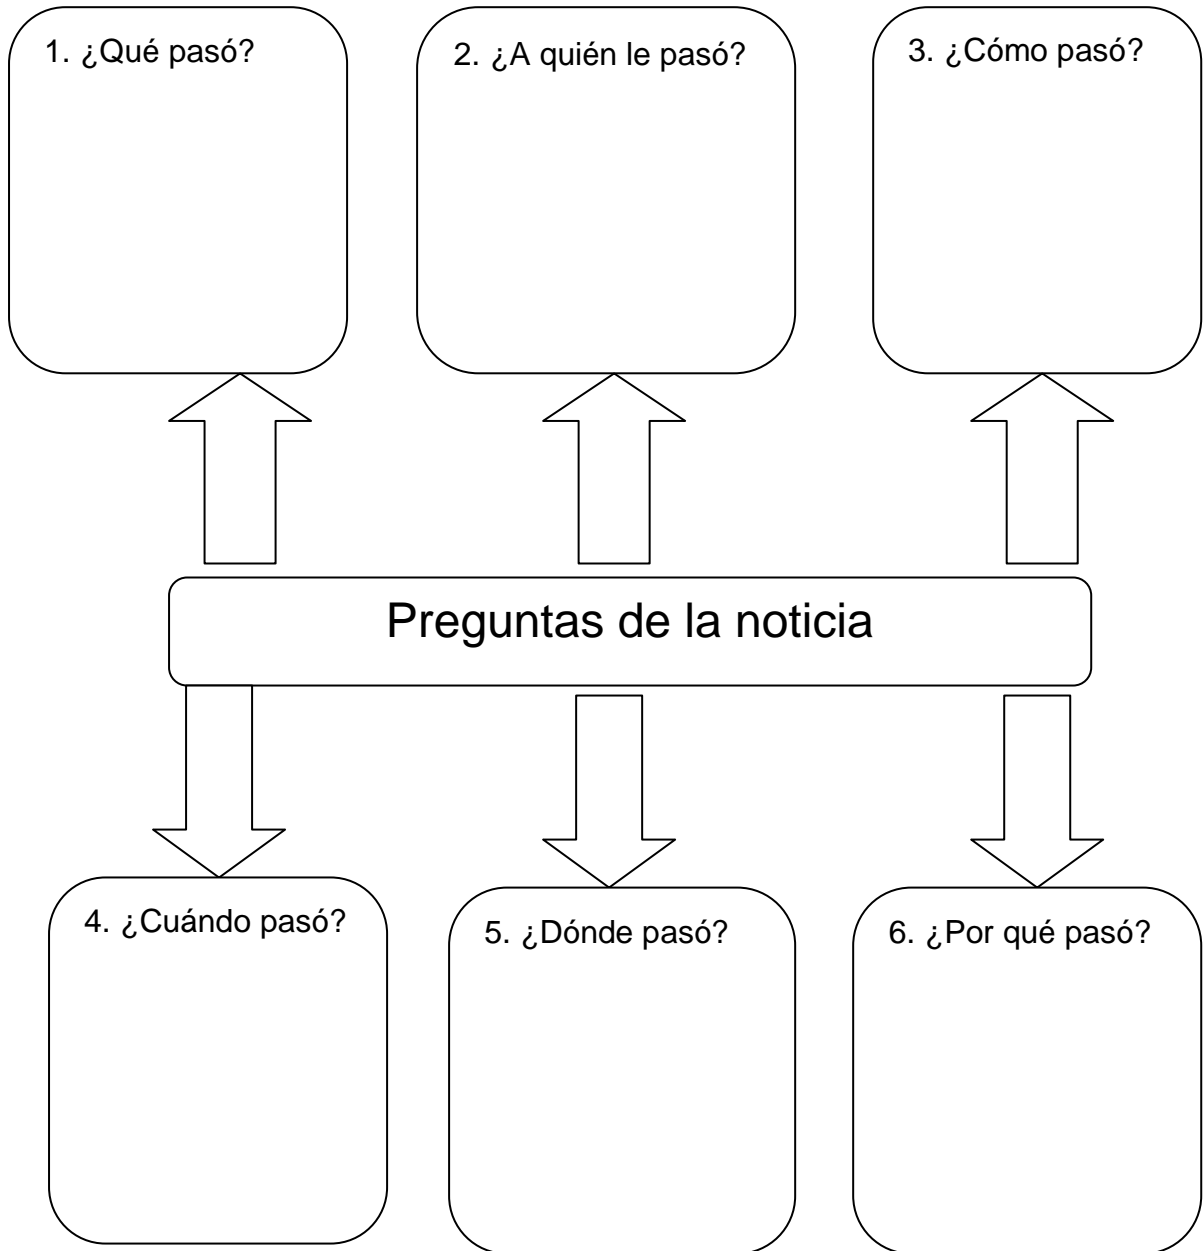 1. ¿Qué pasó?
2. ¿A quién le pasó?
3. ¿Cómo pasó?
Preguntas de la noticia
4. ¿Cuándo pasó?
5. ¿Dónde pasó?
6. ¿Por qué pasó?